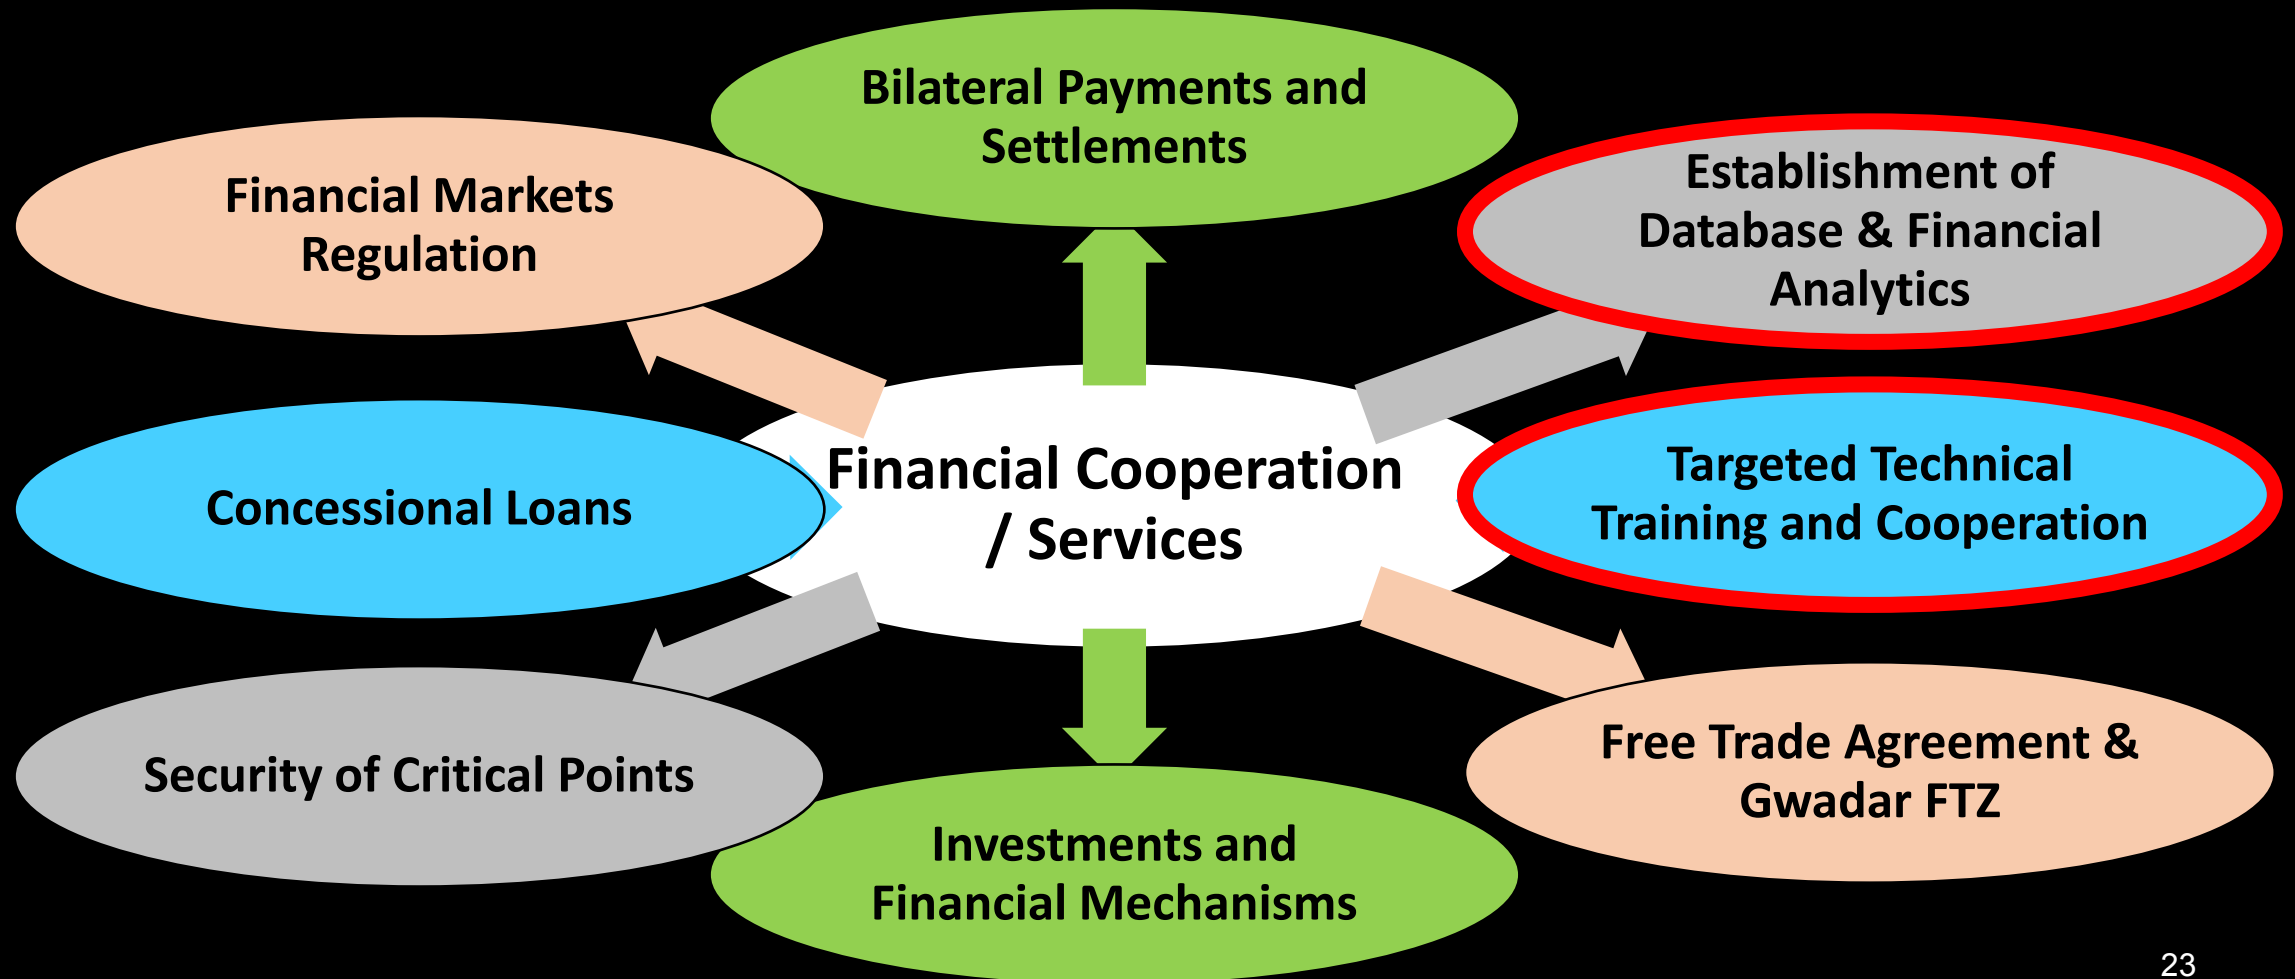 Bilateral Payments and
Settlements
Financial Markets
Regulation
Establishment of
Database & Financial
Analytics
Concessional Loans
Financial Cooperation
/ Services
Targeted Technical
Training and Cooperation
Security of Critical Points
Free Trade Agreement &
Gwadar FTZ
Investments and
Financial Mechanisms
23